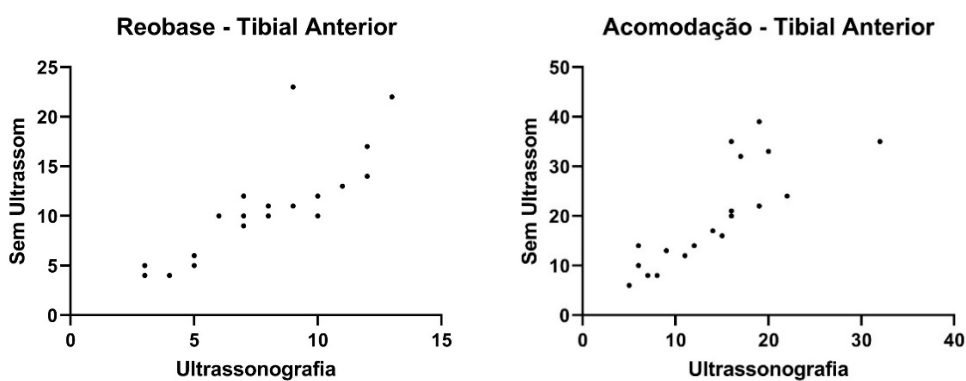 Reobase - Tibial Anterior
25
20
15
10
5
0
Sem Ultrassom
0 5 10 15
Ultrassonografia
Acomodação - Tibial Anterior
50
40
30
20
10
0
Sem Ultrassom
0 10 20 30 40
Ultrassonografia